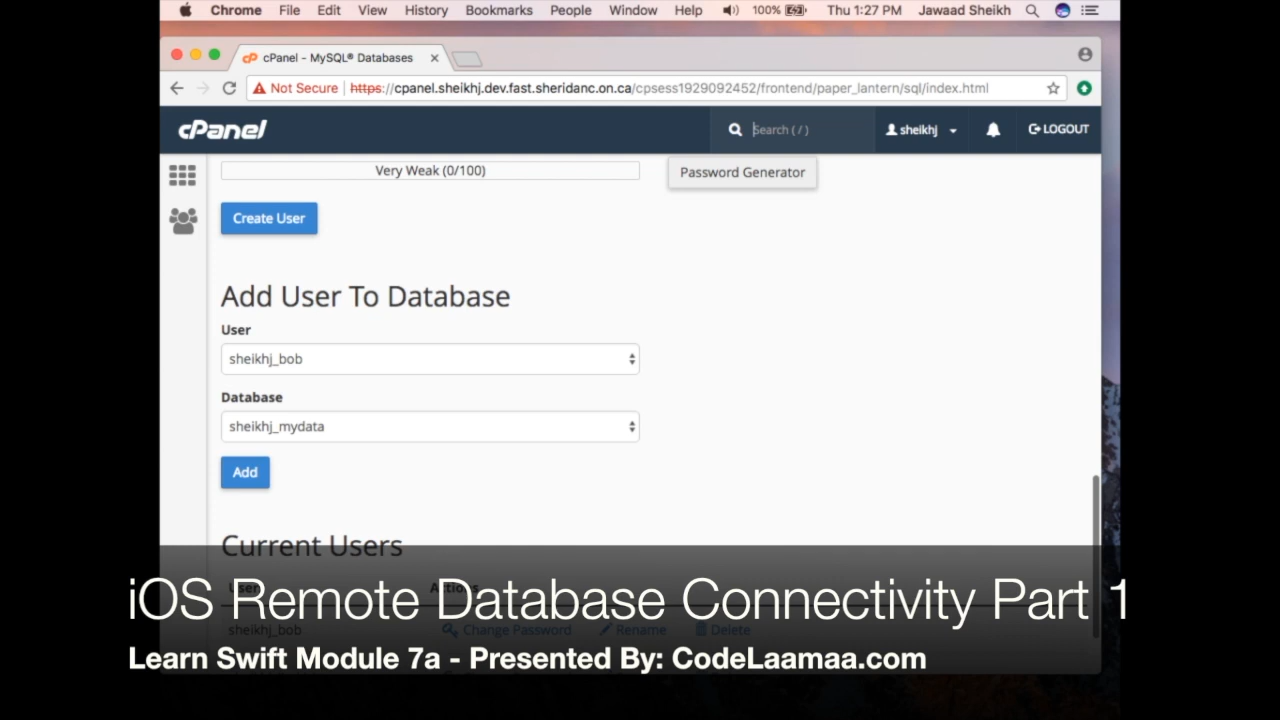 Chrome File Edit View History Bookmarks People Window Help 100% Thu 1:27 PM Jawaad Sheikh
cPanel - MySQL® Databases
Not Secure | https://cpanel.sheikhj.dev.fast.sheridanc.on.ca/cpsess1929092452/frontend/paper_lantern/sql/index.html
cPanel Search ( / ) sheikhj LOGOUT
Very Weak (0/100) Password Generator
Create User
Add User To Database
User
sheikhj_bob
Database
sheikhj_mydata
Add
Current Users
User Actions
iOS Remote Database Connectivity Part 1
sheikhj_bob Change Password Rename Delete
Learn Swift Module 7a - Presented By: CodeLaamaa.com